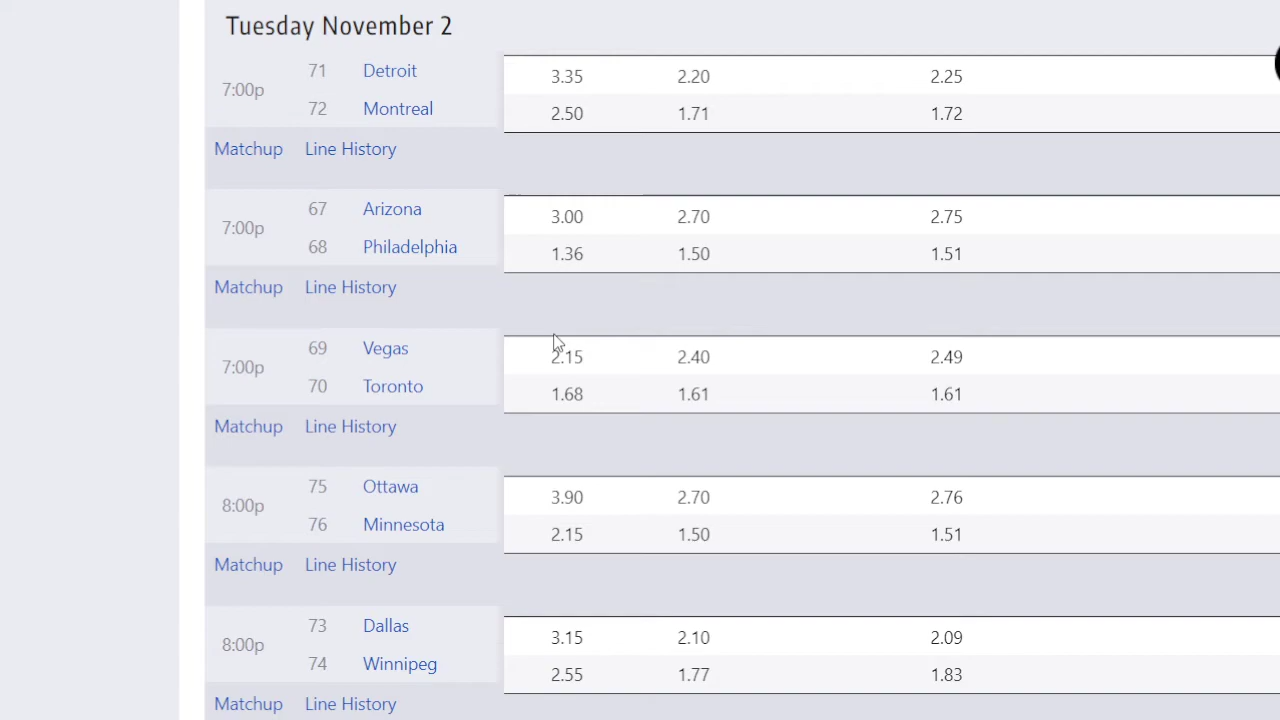 Tuesday November 2
7:00p 71 Detroit 3.35 2.20 2.25
72 Montreal 2.50 1.71 1.72
Matchup Line History
7:00p 67 Arizona 3.00 2.70 2.75
68 Philadelphia 1.36 1.50 1.51
Matchup Line History
7:00p 69 Vegas 2.15 2.40 2.49
70 Toronto 1.68 1.61 1.61
Matchup Line History
8:00p 75 Ottawa 3.90 2.70 2.76
76 Minnesota 2.15 1.50 1.51
Matchup Line History
8:00p 73 Dallas 3.15 2.10 2.09
74 Winnipeg 2.55 1.77 1.83
Matchup Line History